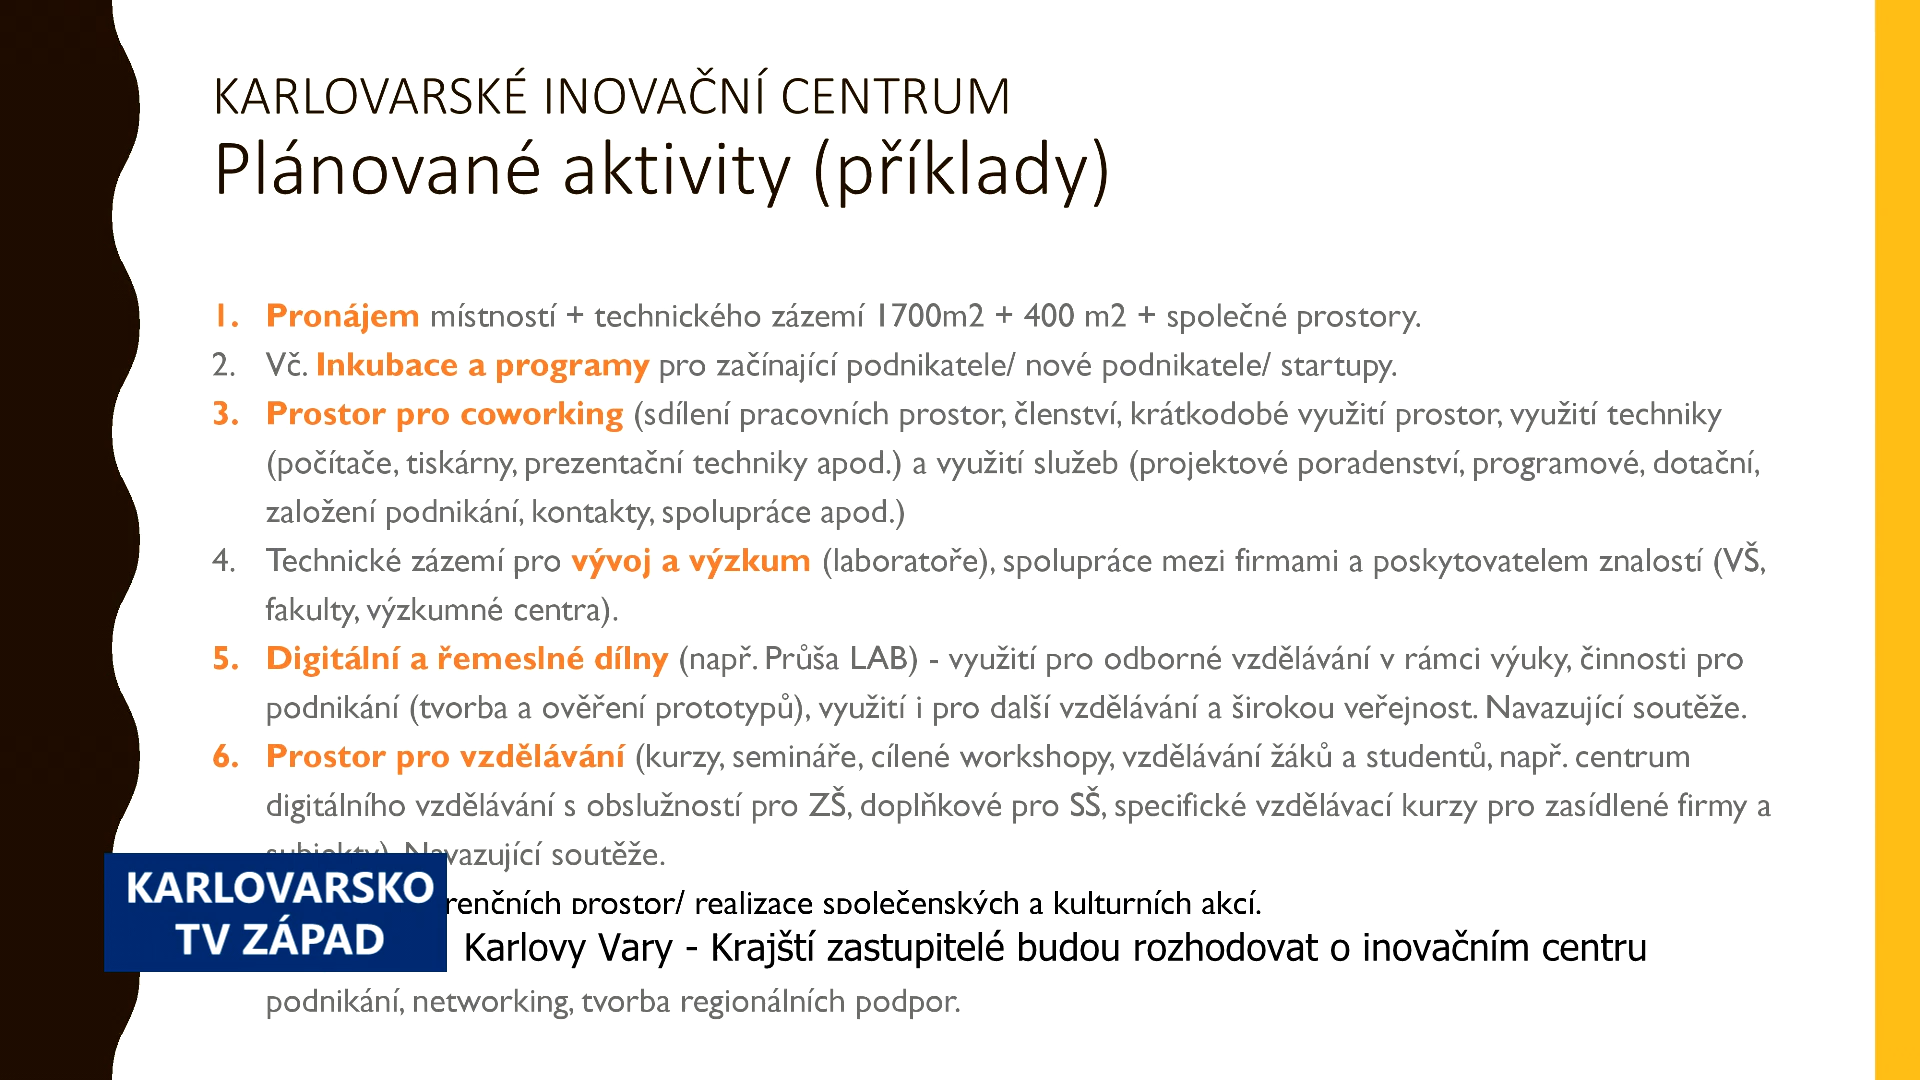 KARLOVARSKÉ INOVAČNÍ CENTRUM
Plánované aktivity (příklady)
1. Pronájem místností + technického zázemí 1700m2 + 400 m2 + společné prostory.
2. Vč. Inkubace a programy pro začínající podnikatele/ nové podnikatele/ startupy.
3. Prostor pro coworking (sdílení pracovních prostor, členství, krátkodobé využití prostor, využití techniky
(počítače, tiskárny, prezentační techniky apod.) a využití služeb (projektové poradenství, programové, dotační,
založení podnikání, kontakty, spolupráce apod.)
4. Technické zázemí pro vývoj a výzkum (laboratoře), spolupráce mezi firmami a poskytovatelem znalostí (VŠ,
fakulty, výzkumné centra).
5. Digitální a řemeslné dílny (např. Průša LAB) - využití pro odborné vzdělávání v rámci výuky, činnosti pro
podnikání (tvorba a ověření prototypů), využití i pro další vzdělávání a širokou veřejnost. Navazující soutěže.
6. Prostor pro vzdělávání (kurzy, semináře, cílené workshopy, vzdělávání žáků a studentů, např. centrum
digitálního vzdělávání s obslužností pro ZŠ, doplňkové pro SŠ, specifické vzdělávací kurzy pro zasídlené firmy a
subjekty). Navazující soutěže.
prostor/ realizace společenských a kulturních akcí.
KARLOVARSKO
TV ZÁPAD
Karlovy Vary - Krajští zastupitelé budou rozhodovat o inovačním centru
podnikání, networking, tvorba regionálních podpor.